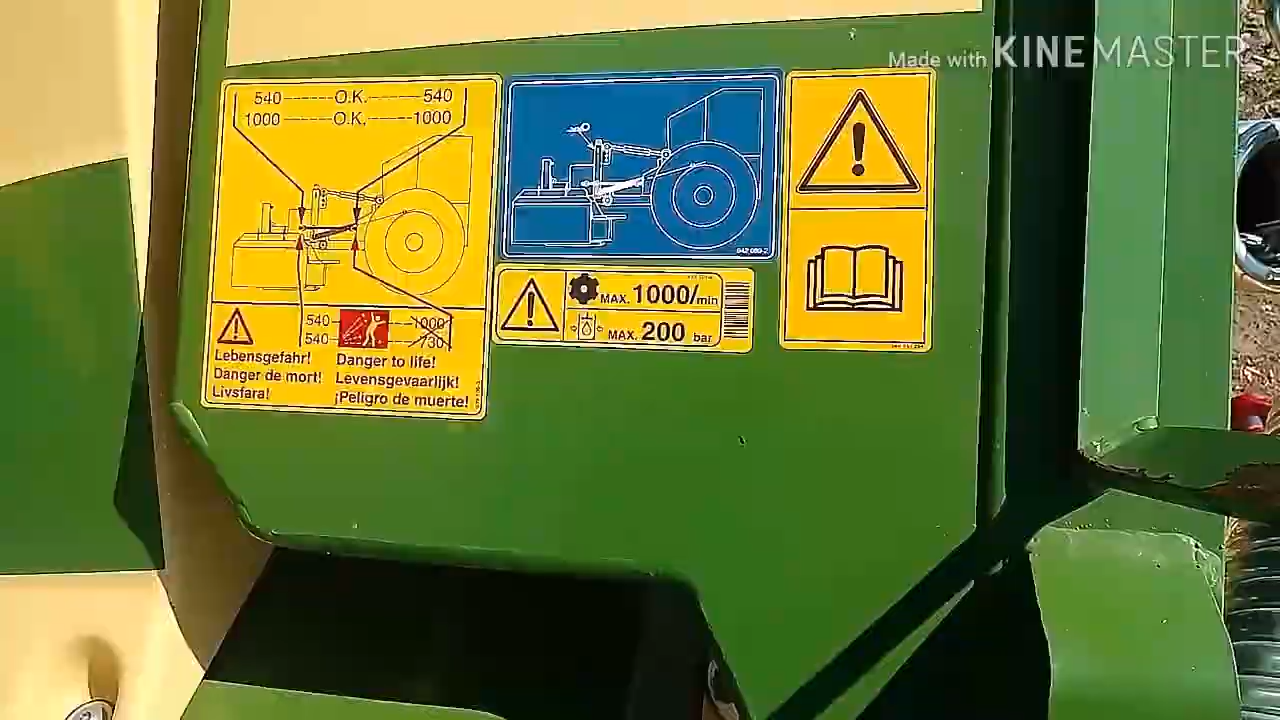 Made with KINEMASTER
540------O.K.------540
1000------O.K.------1000
540 1000
540 730
Lebensgefahr! Danger to life!
Danger de mort! Levensgevaarlijk!
Livsfara! ¡Peligro de muerte!
MAX. 1000/min
MAX. 200 bar